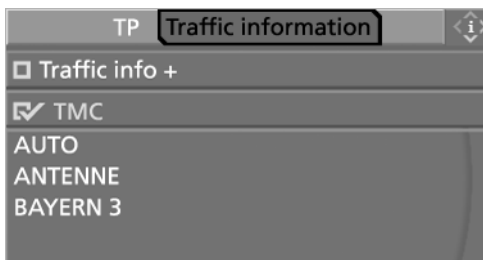 TP Traffic information i
Traffic info +
TMC
AUTO
ANTENNE
BAYERN 3